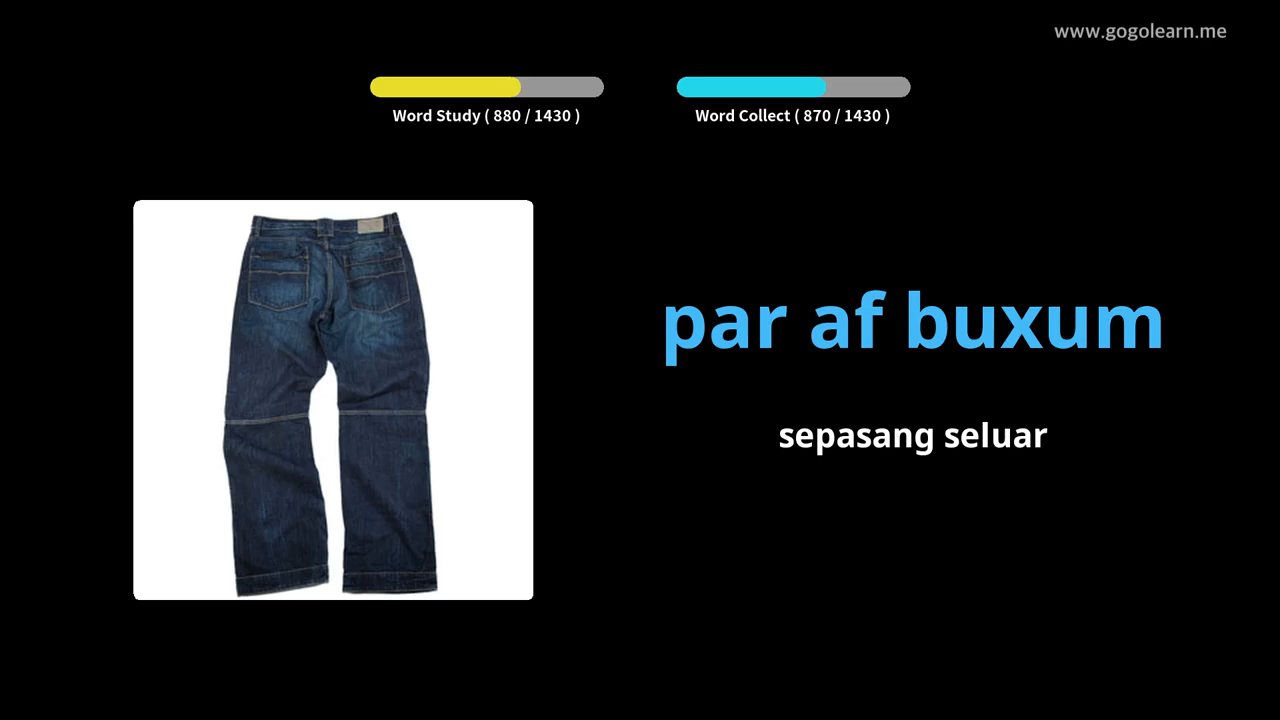 www.gogolearn.me
Word Study ( 880 / 1430 )
Word Collect ( 870 / 1430 )
par af buxum
sepasang seluar